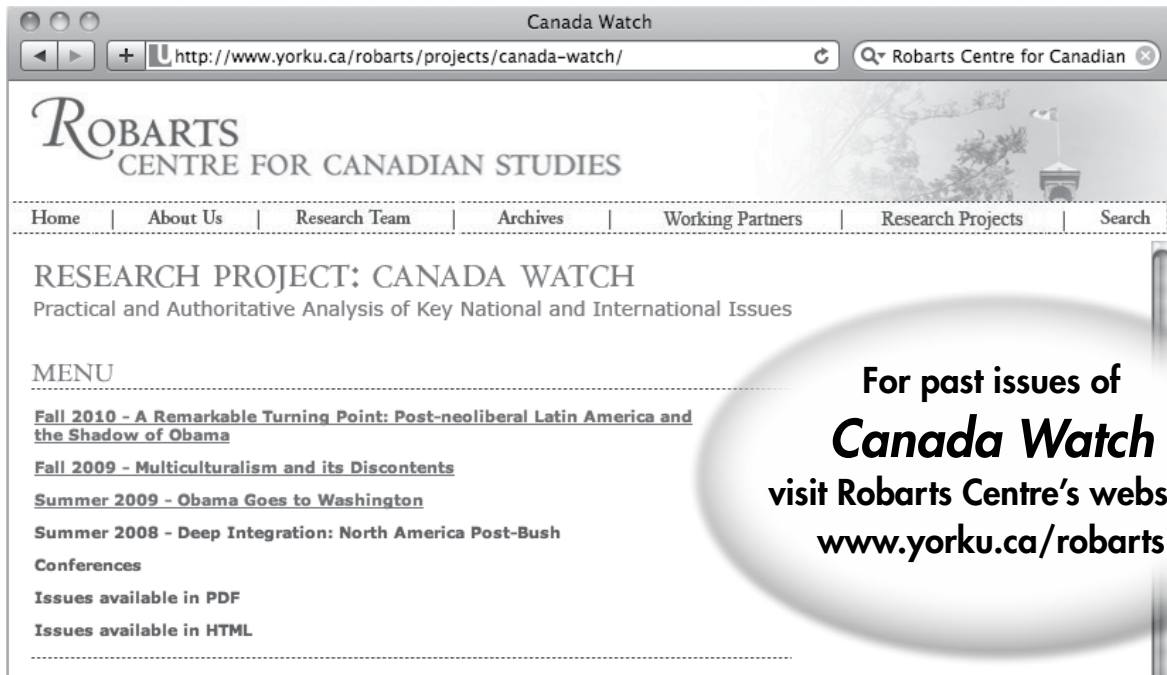 Canada Watch
http://www.yorku.ca/robarts/projects/canada-watch/
Robarts Centre for Canadian
ROBARTS
CENTRE FOR CANADIAN STUDIES
Home | About Us | Research Team | Archives | Working Partners | Research Projects | Search
RESEARCH PROJECT: CANADA WATCH
Practical and Authoritative Analysis of Key National and International Issues
MENU
Fall 2010 - A Remarkable Turning Point: Post-neoliberal Latin America and
the Shadow of Obama
Fall 2009 - Multiculturalism and its Discontents
Summer 2009 - Obama Goes to Washington
Summer 2008 - Deep Integration: North America Post-Bush
Conferences
Issues available in PDF
Issues available in HTML
For past issues of
Canada Watch
visit Robarts Centre’s webs
www.yorku.ca/robarts